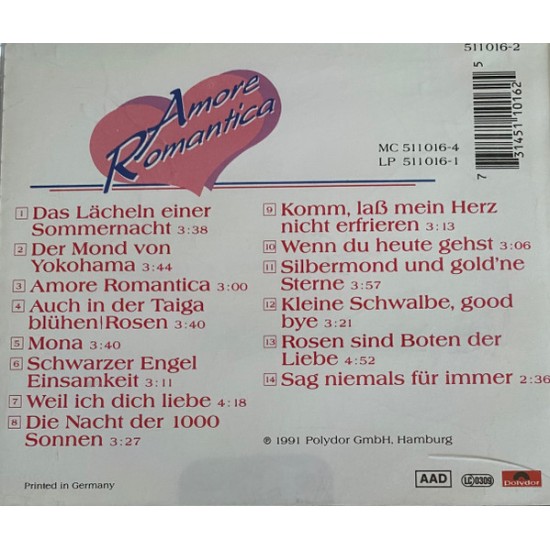 511016-2
Amore
Romantica
MC 511016-4
LP 511016-1
7 31451 10162 5
1 Das Lächeln einer
Sommernacht 3:38
2 Der Mond von
Yokohama 3:44
3 Amore Romantica 3:00
4 Auch in der Taiga
blühen Rosen 3:40
5 Mona 3:40
6 Schwarzer Engel
Einsamkeit 3:11
7 Weil ich dich liebe 4:18
8 Die Nacht der 1000
Sonnen 3:27
9 Komm, laß mein Herz
nicht erfrieren 3:13
10 Wenn du heute gehst 3:06
11 Silbermond und gold'ne
Sterne 3:57
12 Kleine Schwalbe, good
bye 3:21
13 Rosen sind Boten der
Liebe 4:52
14 Sag niemals für immer 2:36
℗ 1991 Polydor GmbH, Hamburg
Printed in Germany
AAD
LC 0309
Polydor